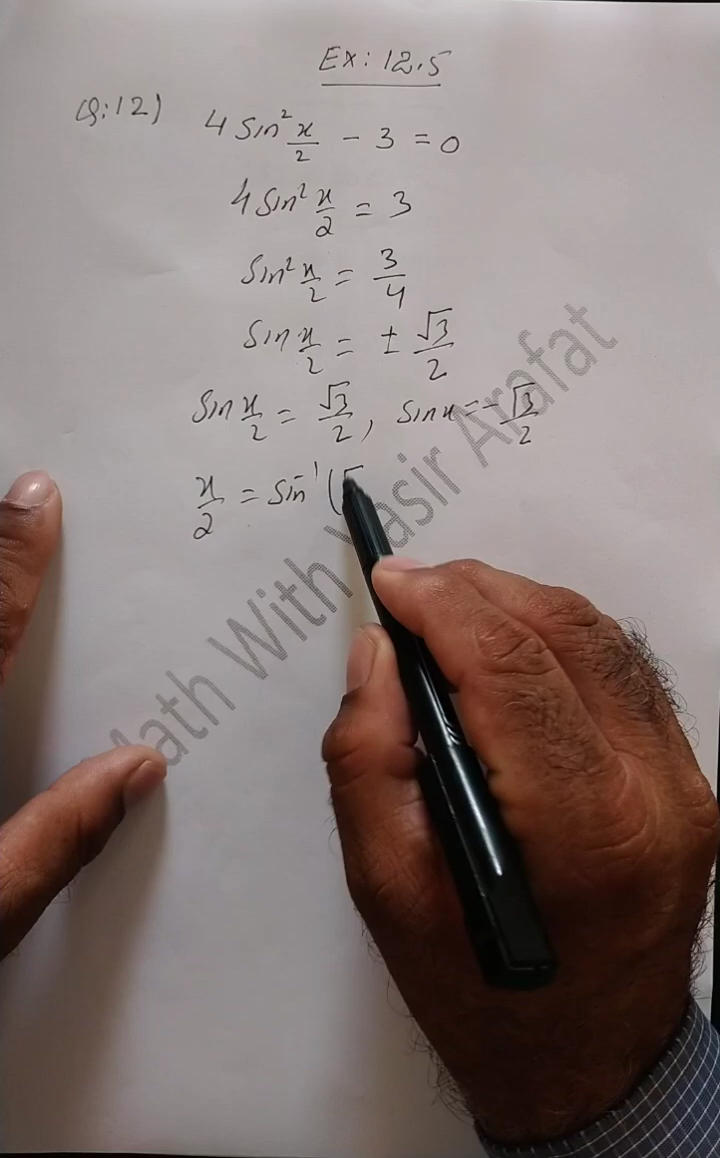 Ex: 12.5
Q:12) 4 Sin² x/2 - 3 = 0
4 Sin² x/2 = 3
Sin² x/2 = 3/4
Sin x/2 = ± √3/2
Sin x/2 = √3/2, Sin x = - √3/2
x/2 = Sin⁻¹ (√
Math With Yasir Arafat